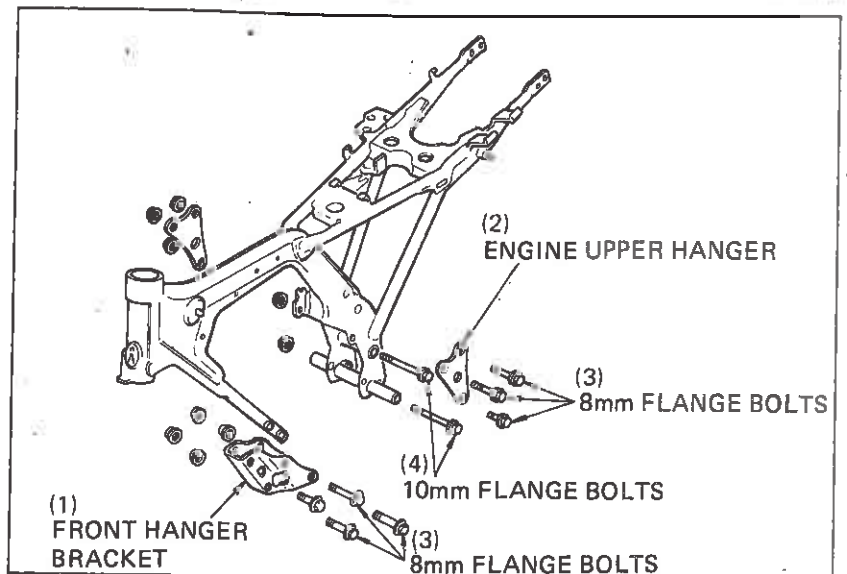 (2)
ENGINE UPPER HANGER
(3)
8mm FLANGE BOLTS
(4)
10mm FLANGE BOLTS
(1)
FRONT HANGER
BRACKET
(3)
8mm FLANGE BOLTS